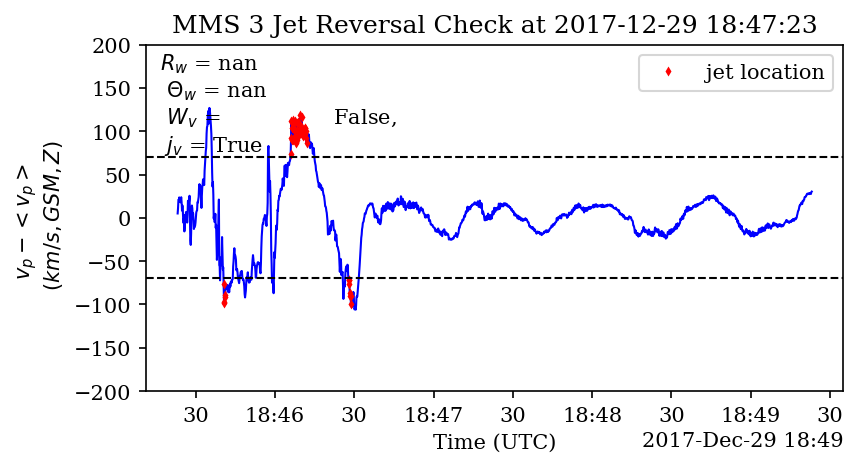 MMS 3 Jet Reversal Check at 2017-12-29 18:47:23
200
150
100
50
0
−50
−100
−150
−200
v_p − < v_p >
(km/s, GSM, Z)
R_w = nan
Θ_w = nan
W_v = False,
j_v = True
jet location
30 18:46 30 18:47 30 18:48 30 18:49 30
Time (UTC)
2017-Dec-29 18:49